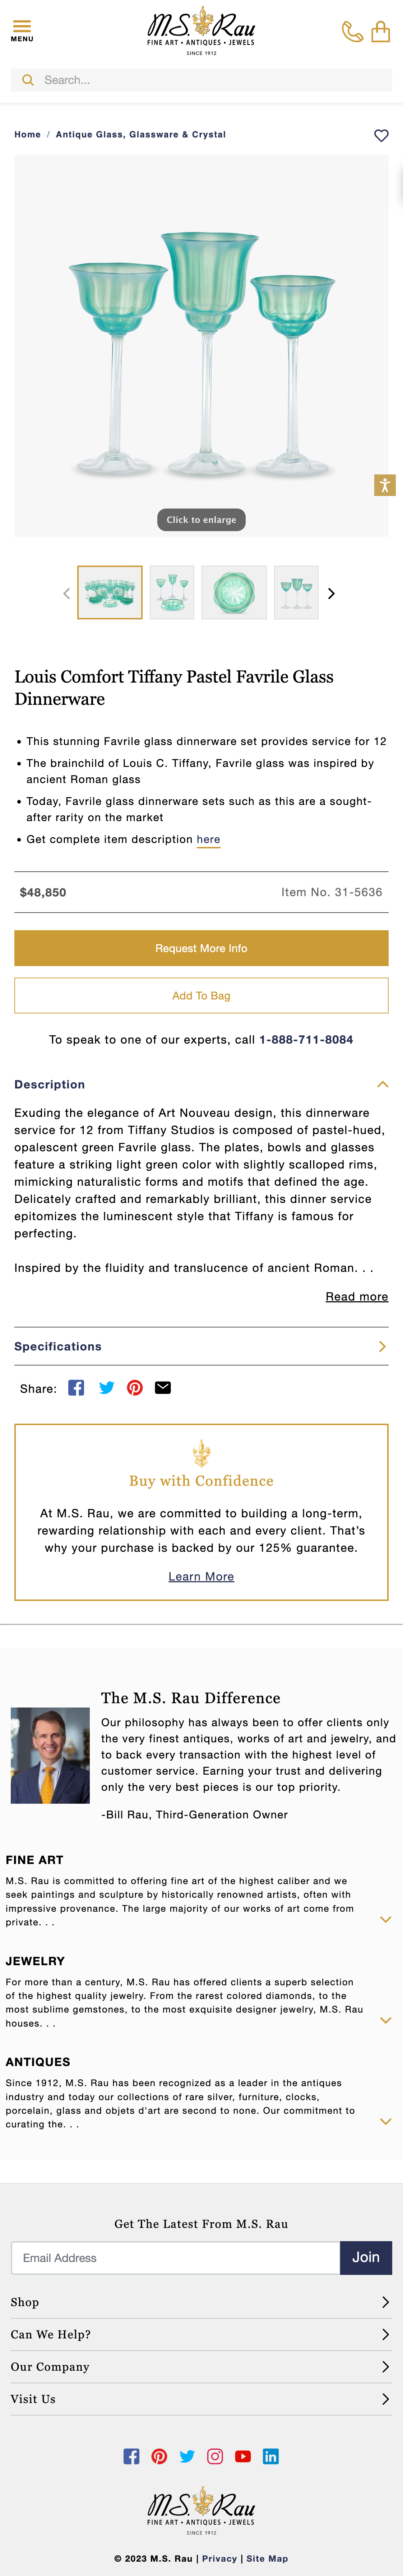 MENU
M.S. Rau
FINE ART • ANTIQUES • JEWELS
SINCE 1912
Search...
Home / Antique Glass, Glassware & Crystal
Click to enlarge
Louis Comfort Tiffany Pastel Favrile Glass
Dinnerware
• This stunning Favrile glass dinnerware set provides service for 12
• The brainchild of Louis C. Tiffany, Favrile glass was inspired by
ancient Roman glass
• Today, Favrile glass dinnerware sets such as this are a sought-
after rarity on the market
• Get complete item description here
$48,850 Item No. 31-5636
Request More Info
Add To Bag
To speak to one of our experts, call 1-888-711-8084
Description
Exuding the elegance of Art Nouveau design, this dinnerware
service for 12 from Tiffany Studios is composed of pastel-hued,
opalescent green Favrile glass. The plates, bowls and glasses
feature a striking light green color with slightly scalloped rims,
mimicking naturalistic forms and motifs that defined the age.
Delicately crafted and remarkably brilliant, this dinner service
epitomizes the luminescent style that Tiffany is famous for
perfecting.
Inspired by the fluidity and translucence of ancient Roman. . .
Read more
Specifications
Share:
Buy with Confidence
At M.S. Rau, we are committed to building a long-term,
rewarding relationship with each and every client. That's
why your purchase is backed by our 125% guarantee.
Learn More
The M.S. Rau Difference
Our philosophy has always been to offer clients only
the very finest antiques, works of art and jewelry, and
to back every transaction with the highest level of
customer service. Earning your trust and delivering
only the very best pieces is our top priority.
-Bill Rau, Third-Generation Owner
FINE ART
M.S. Rau is committed to offering fine art of the highest caliber and we
seek paintings and sculpture by historically renowned artists, often with
impressive provenance. The large majority of our works of art come from
private. . .
JEWELRY
For more than a century, M.S. Rau has offered clients a superb selection
of the highest quality jewelry. From the rarest colored diamonds, to the
most sublime gemstones, to the most exquisite designer jewelry, M.S. Rau
houses. . .
ANTIQUES
Since 1912, M.S. Rau has been recognized as a leader in the antiques
industry and today our collections of rare silver, furniture, clocks,
porcelain, glass and objets d'art are second to none. Our commitment to
curating the. . .
Get The Latest From M.S. Rau
Email Address Join
Shop
Can We Help?
Our Company
Visit Us
M.S. Rau
FINE ART • ANTIQUES • JEWELS
SINCE 1912
© 2023 M.S. Rau | Privacy | Site Map